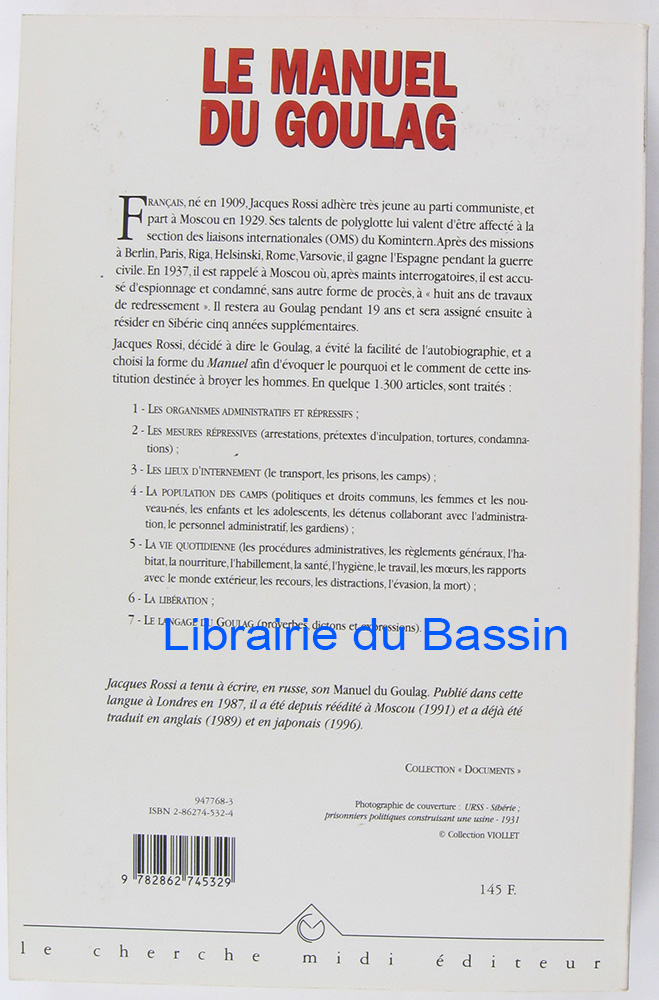 LE MANUEL
DU GOULAG
FRANÇAIS, né en 1909, Jacques Rossi adhère très jeune au parti communiste, et
part à Moscou en 1929. Ses talents de polyglotte lui valent d'être affecté à la
section des liaisons internationales (OMS) du Komintern. Après des missions
à Berlin, Paris, Riga, Helsinski, Rome, Varsovie, il gagne l'Espagne pendant la guerre
civile. En 1937, il est rappelé à Moscou où, après maints interrogatoires, il est accu-
sé d'espionnage et condamné, sans autre forme de procès, à « huit ans de travaux
de redressement ». Il restera au Goulag pendant 19 ans et sera assigné ensuite à
résider en Sibérie cinq années supplémentaires.
Jacques Rossi, décidé à dire le Goulag, a évité la facilité de l'autobiographie, et a
choisi la forme du Manuel afin d'évoquer le pourquoi et le comment de cette ins-
titution destinée à broyer les hommes. En quelque 1.300 articles, sont traités :
1 - LES ORGANISMES ADMINISTRATIFS ET RÉPRESSIFS ;
2 - LES MESURES RÉPRESSIVES (arrestations, prétextes d'inculpation, tortures, condamna-
tions) ;
3 - LES LIEUX D'INTERNEMENT (le transport, les prisons, les camps) ;
4 - LA POPULATION DES CAMPS (politiques et droits communs, les femmes et les nou-
veau-nés, les enfants et les adolescents, les détenus collaborant avec l'administra-
tion, le personnel administratif, les gardiens) ;
5 - LA VIE QUOTIDIENNE (les procédures administratives, les règlements généraux, l'ha-
bitat, la nourriture, l'habillement, la santé, l'hygiène, le travail, les mœurs, les rapports
avec le monde extérieur, les recours, les distractions, l'évasion, la mort) ;
6 - LA LIBÉRATION ;
7 - LE LANGAGE DU GOULAG (proverbes, dictons et expressions).
Librairie du Bassin
Jacques Rossi a tenu à écrire, en russe, son Manuel du Goulag. Publié dans cette
langue à Londres en 1987, il a été depuis réédité à Moscou (1991) et a déjà été
traduit en anglais (1989) et en japonais (1996).
COLLECTION « DOCUMENTS »
947768-3
ISBN 2-86274-532-4
Photographie de couverture : URSS - Sibérie ;
prisonniers politiques construisant une usine - 1931
© Collection VIOLLET
9 782862 745329
145 F.
le cherche midi éditeur